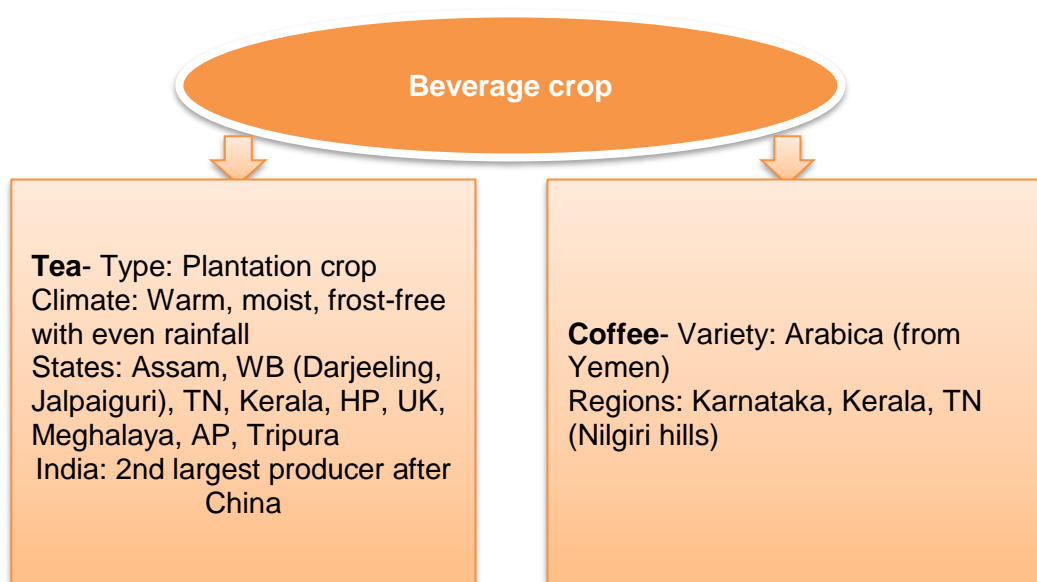 Beverage crop
Tea- Type: Plantation crop
Climate: Warm, moist, frost-free
with even rainfall
States: Assam, WB (Darjeeling,
Jalpaiguri), TN, Kerala, HP, UK,
Meghalaya, AP, Tripura
India: 2nd largest producer after
China
Coffee- Variety: Arabica (from
Yemen)
Regions: Karnataka, Kerala, TN
(Nilgiri hills)